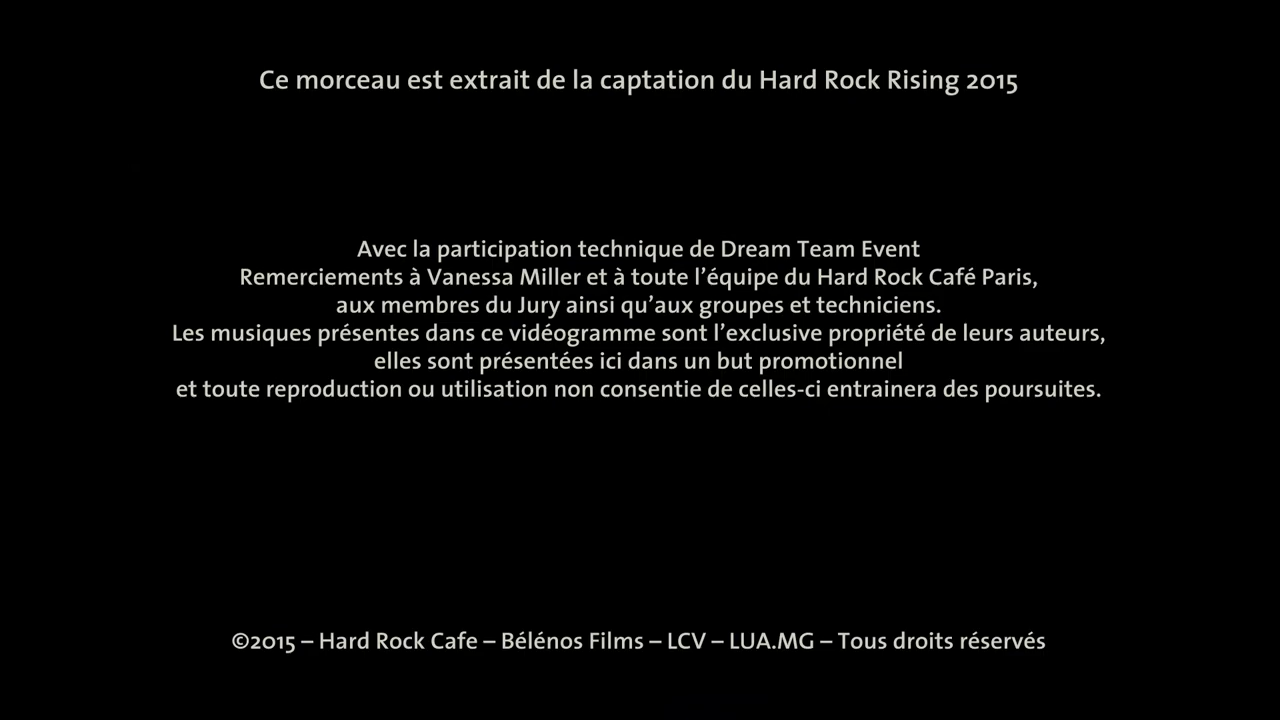 Ce morceau est extrait de la captation du Hard Rock Rising 2015
Avec la participation technique de Dream Team Event
Remerciements à Vanessa Miller et à toute l’équipe du Hard Rock Café Paris,
aux membres du Jury ainsi qu’aux groupes et techniciens.
Les musiques présentes dans ce vidéogramme sont l’exclusive propriété de leurs auteurs,
elles sont présentées ici dans un but promotionnel
et toute reproduction ou utilisation non consentie de celles-ci entrainera des poursuites.
©2015 – Hard Rock Cafe – Bélénos Films – LCV – LUA.MG – Tous droits réservés